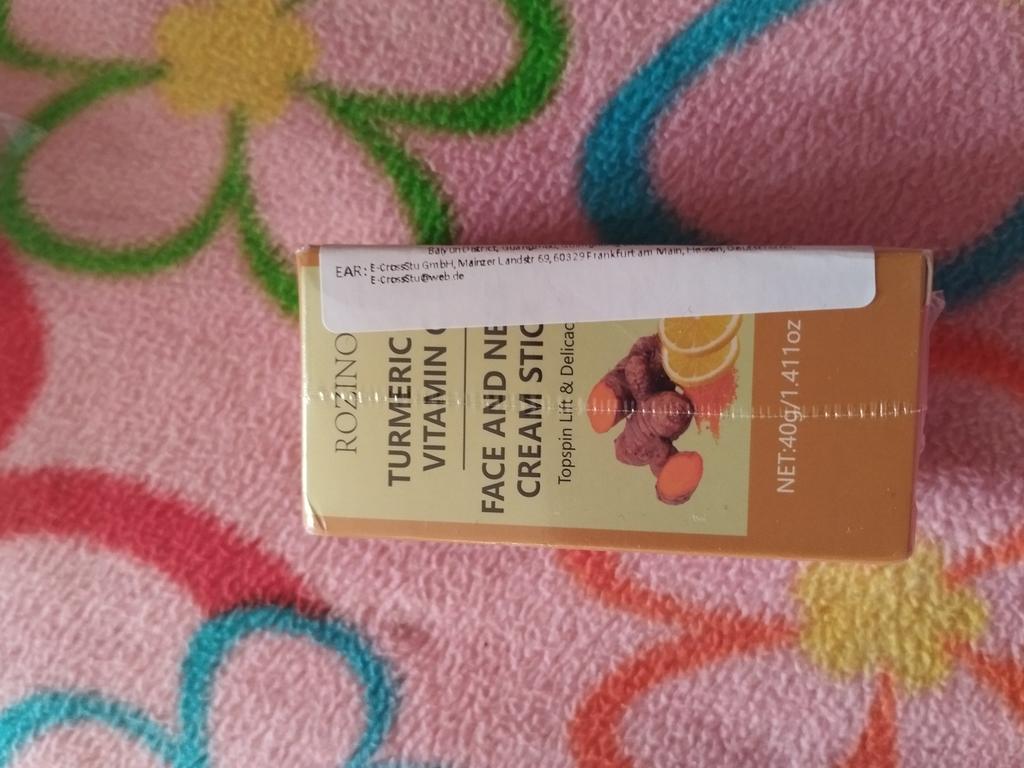 EAR: E-CrossStu GmbH, Mainzer Landstr 69, 60329 Frankfurt am Main, Hessen,
E-CrossStu@web.de
ROZINO
TURMERIC
VITAMIN C
FACE AND NE
CREAM STIC
Topspin Lift & Delicac
NET:40g/1.411oz